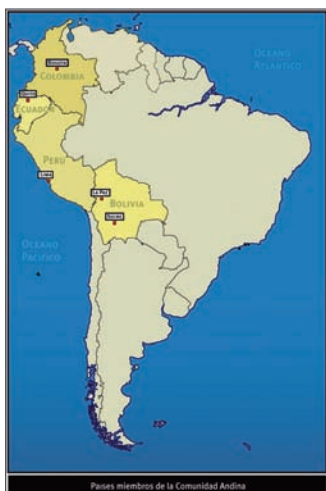 OCÉANO
ATLÁNTICO
BOGOTÁ
COLOMBIA
QUITO
ECUADOR
PERÚ
LIMA
LA PAZ
BOLIVIA
SUCRE
OCÉANO
PACÍFICO
Países miembros de la Comunidad Andina